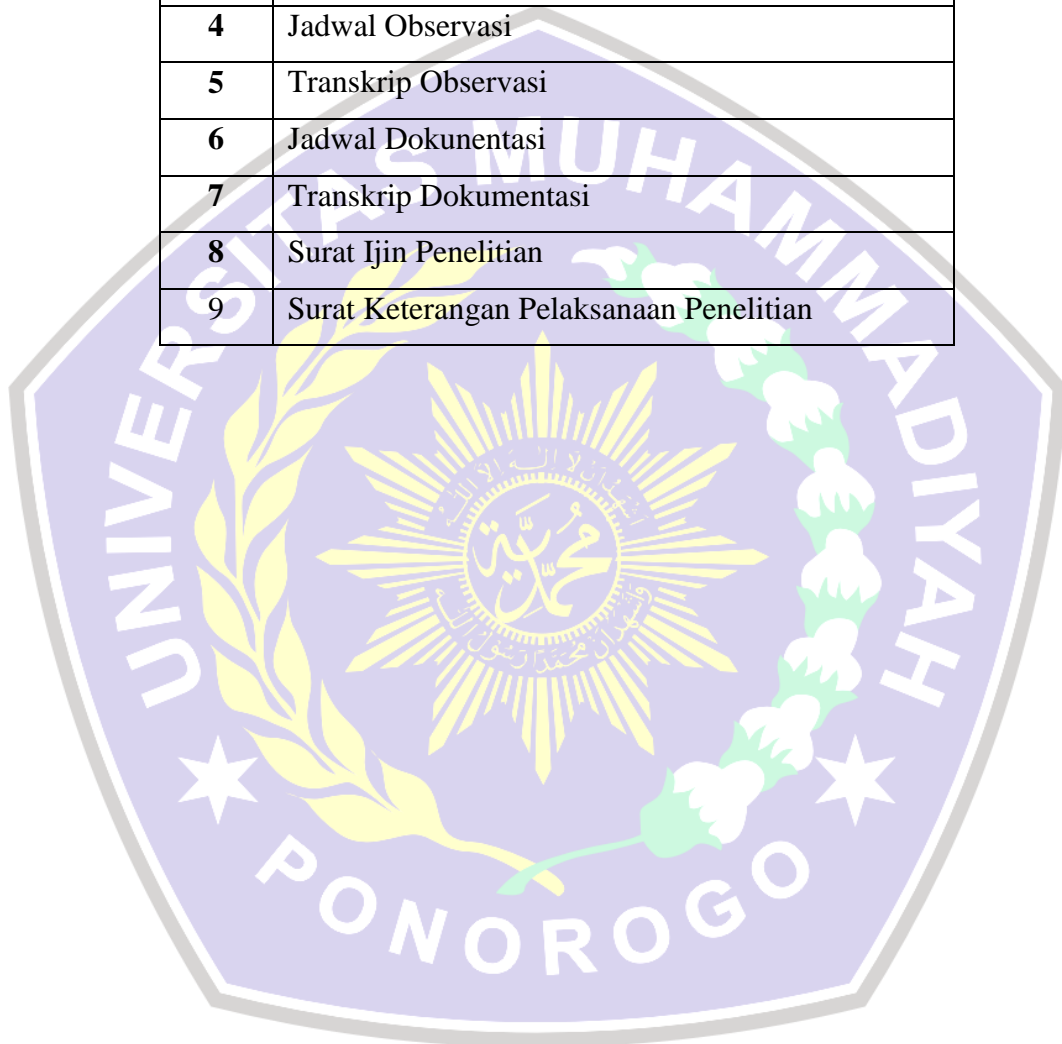 4 Jadwal Observasi
5 Transkrip Observasi
6 Jadwal Dokunentasi
7 Transkrip Dokumentasi
8 Surat Ijin Penelitian
9 Surat Keterangan Pelaksanaan Penelitian
UNIVERSITAS MUHAMMADIYAH
PONOROGO